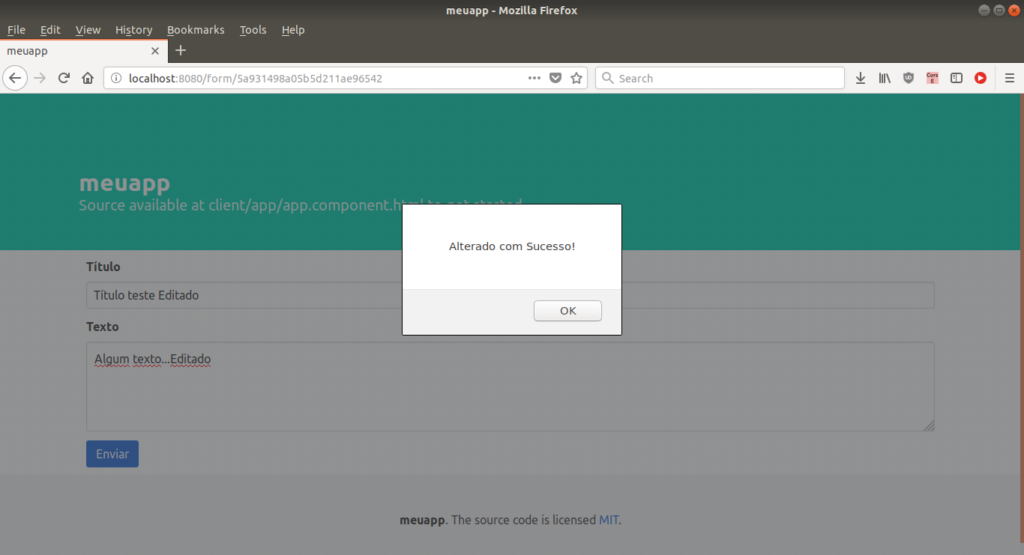 meuapp - Mozilla Firefox
File Edit View History Bookmarks Tools Help
meuapp
localhost:8080/form/5a931498a05b5d211ae96542
Search
meuapp
Source available at client/app/app.component.html to get started
Alterado com Sucesso!
OK
Título
Título teste Editado
Texto
Algum texto...Editado
Enviar
meuapp. The source code is licensed MIT.